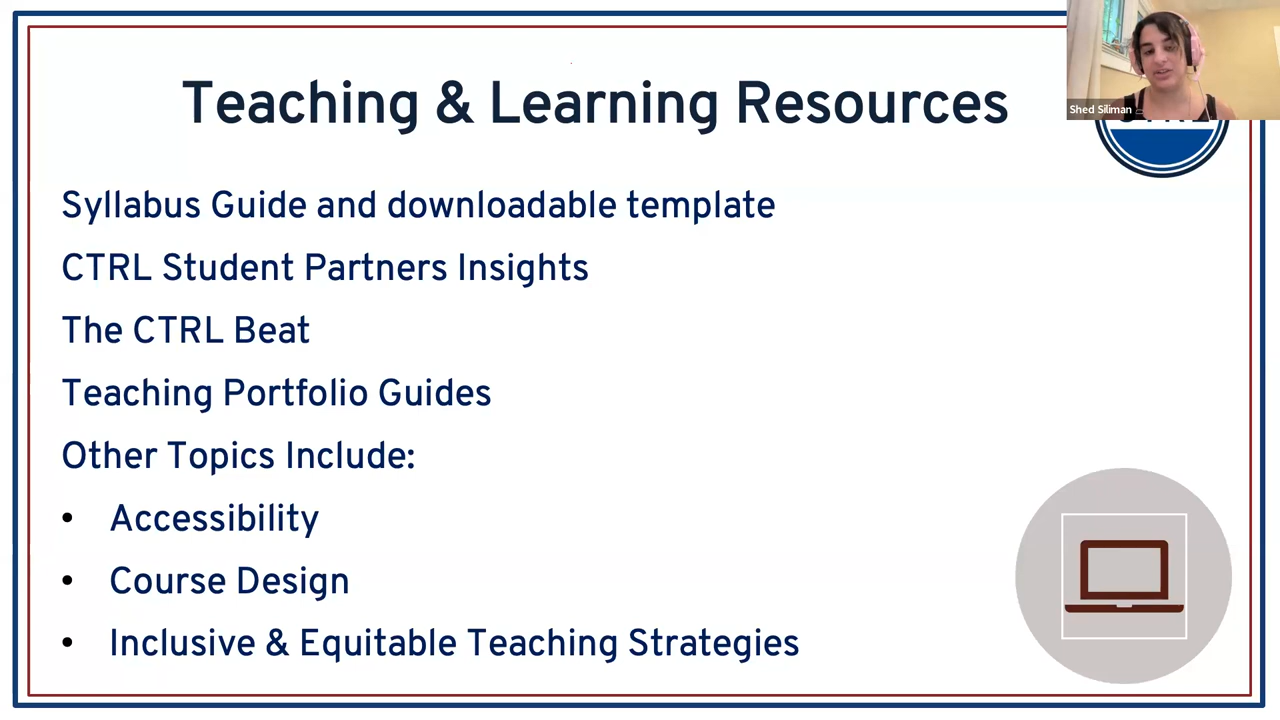 Teaching & Learning Resources
Shed Siliman
Syllabus Guide and downloadable template
CTRL Student Partners Insights
The CTRL Beat
Teaching Portfolio Guides
Other Topics Include:
• Accessibility
• Course Design
• Inclusive & Equitable Teaching Strategies